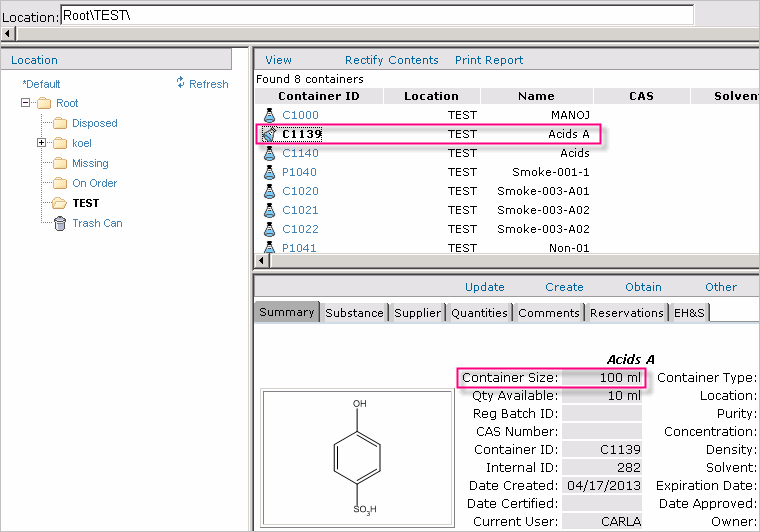 Location: Root\TEST\
Location
*Default Refresh
Root
Disposed
koel
Missing
On Order
TEST
Trash Can
View Rectify Contents Print Report
Found 8 containers
Container ID Location Name CAS Solven
C1000 TEST MANOJ
C1139 TEST Acids A
C1140 TEST Acids
P1040 TEST Smoke-001-1
C1020 TEST Smoke-003-A01
C1021 TEST Smoke-003-A02
C1022 TEST Smoke-003-A02
P1041 TEST Non-01
Update Create Obtain Other
Summary Substance Supplier Quantities Comments Reservations EH&S
Acids A
Container Size: 100 ml Container Type:
Qty Available: 10 ml Location:
Reg Batch ID: Purity:
CAS Number: Concentration:
Container ID: C1139 Density:
Internal ID: 282 Solvent:
Date Created: 04/17/2013 Expiration Date:
Date Certified: Date Approved:
Current User: CARLA Owner:
OH
SO3H